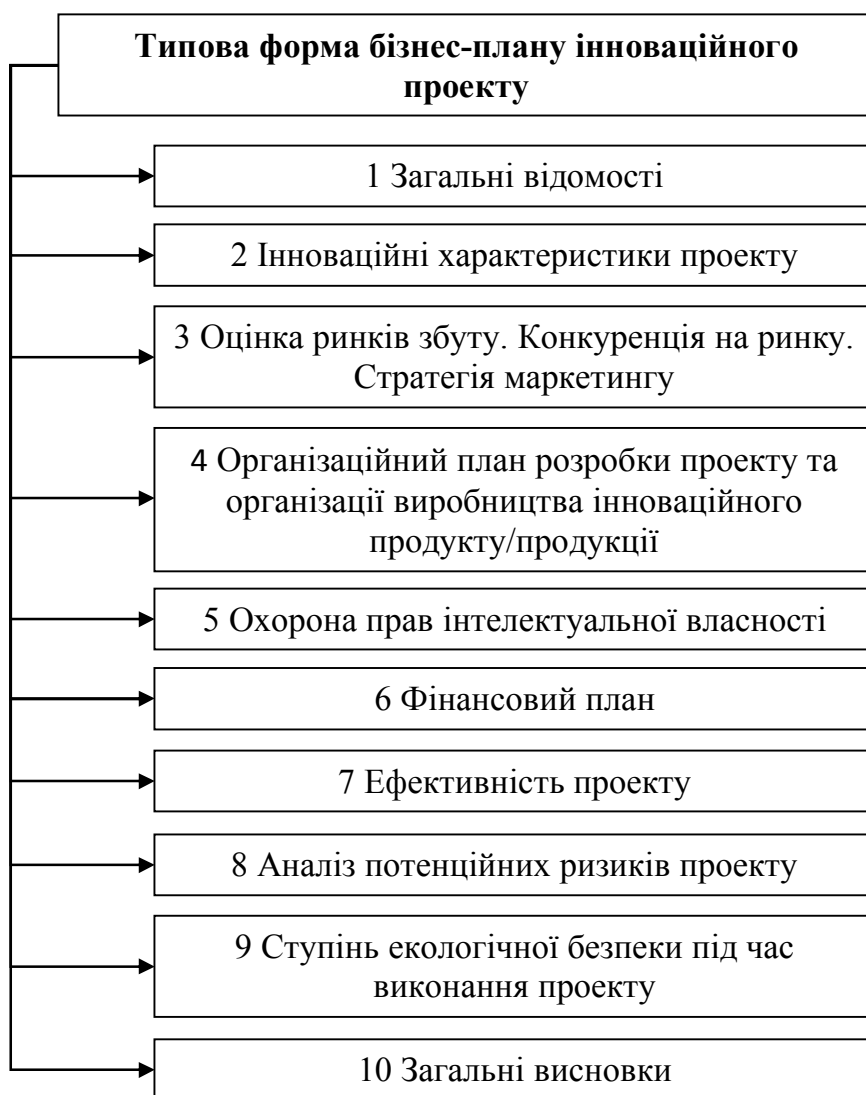 Типова форма бізнес-плану інноваційного
проекту
1 Загальні відомості
2 Інноваційні характеристики проекту
3 Оцінка ринків збуту. Конкуренція на ринку.
Стратегія маркетингу
4 Організаційний план розробки проекту та
організації виробництва інноваційного
продукту/продукції
5 Охорона прав інтелектуальної власності
6 Фінансовий план
7 Ефективність проекту
8 Аналіз потенційних ризиків проекту
9 Ступінь екологічної безпеки під час
виконання проекту
10 Загальні висновки